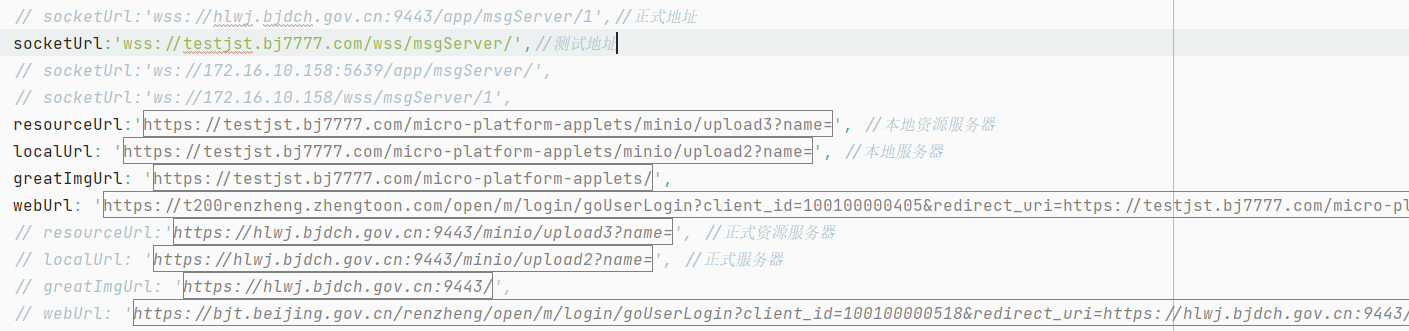 // socketUrl:'wss://hlwj.bjdch.gov.cn:9443/app/msgServer/1',//正式地址
socketUrl:'wss://testjst.bj7777.com/wss/msgServer/',//测试地址
// socketUrl:'ws://172.16.10.158:5639/app/msgServer/',
// socketUrl:'ws://172.16.10.158/wss/msgServer/1',
resourceUrl:'https://testjst.bj7777.com/micro-platform-applets/minio/upload3?name=', //本地资源服务器
localUrl: 'https://testjst.bj7777.com/micro-platform-applets/minio/upload2?name=', //本地服务器
greatImgUrl: 'https://testjst.bj7777.com/micro-platform-applets/',
webUrl: 'https://t200renzheng.zhengtoon.com/open/m/login/goUserLogin?client_id=100100000405&redirect_uri=https://testjst.bj7777.com/micro-pl
// resourceUrl:'https://hlwj.bjdch.gov.cn:9443/minio/upload3?name=', //正式资源服务器
// localUrl: 'https://hlwj.bjdch.gov.cn:9443/minio/upload2?name=', //正式服务器
// greatImgUrl: 'https://hlwj.bjdch.gov.cn:9443/',
// webUrl: 'https://bjt.beijing.gov.cn/renzheng/open/m/login/goUserLogin?client_id=100100000518&redirect_uri=https://hlwj.bjdch.gov.cn:9443/